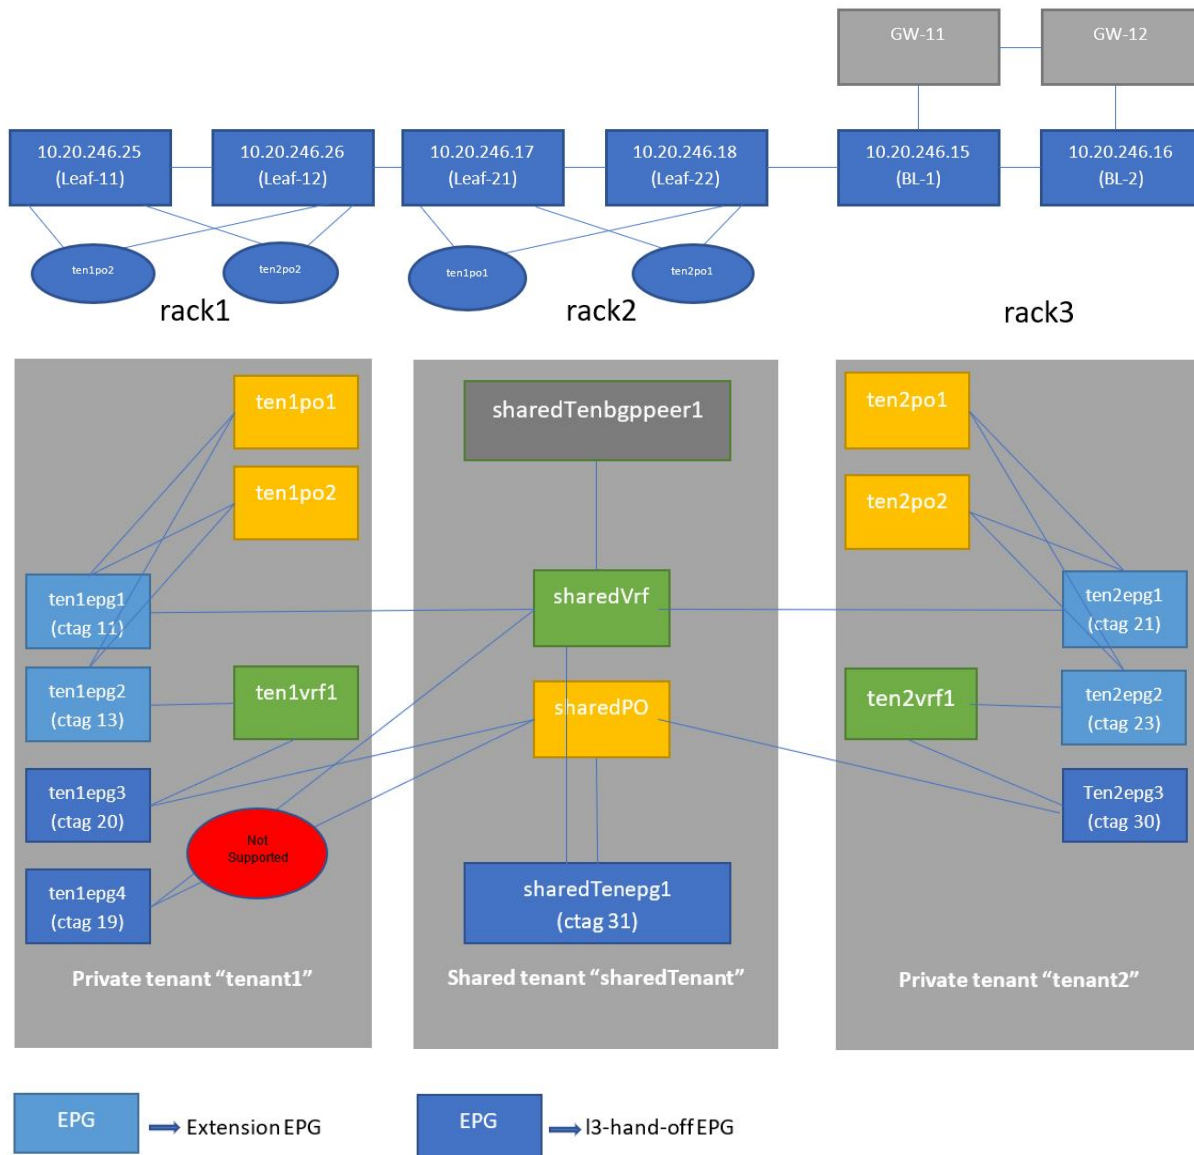 GW-11
GW-12
10.20.246.25
(Leaf-11)
10.20.246.26
(Leaf-12)
10.20.246.17
(Leaf-21)
10.20.246.18
(Leaf-22)
10.20.246.15
(BL-1)
10.20.246.16
(BL-2)
ten1po2
ten2po2
ten1po1
ten2po1
rack1
rack2
rack3
ten1po1
ten1po2
ten1epg1
(ctag 11)
ten1epg2
(ctag 13)
ten1vrf1
ten1epg3
(ctag 20)
Not
Supported
ten1epg4
(ctag 19)
Private tenant “tenant1”
sharedTenbgppeer1
sharedVrf
sharedPO
sharedTenepg1
(ctag 31)
Shared tenant “sharedTenant”
ten2po1
ten2po2
ten2epg1
(ctag 21)
ten2vrf1
ten2epg2
(ctag 23)
Ten2epg3
(ctag 30)
Private tenant “tenant2”
EPG
Extension EPG
EPG
l3-hand-off EPG